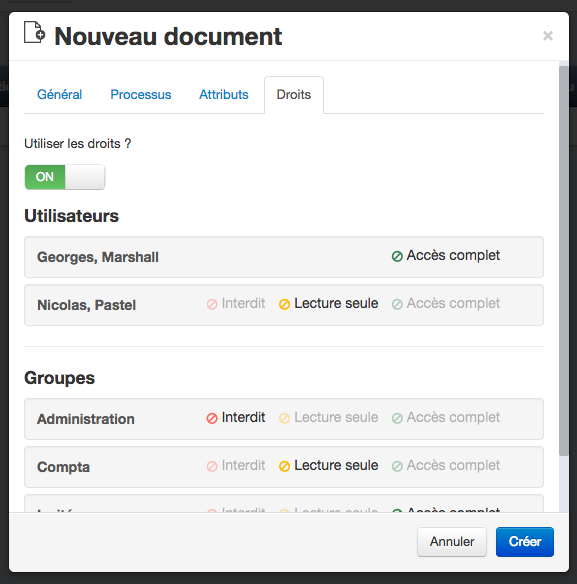 Nouveau document
×
Général Processus Attributs Droits
Utiliser les droits ?
ON
Utilisateurs
Georges, Marshall Accès complet
Nicolas, Pastel Interdit Lecture seule Accès complet
Groupes
Administration Interdit Lecture seule Accès complet
Compta Interdit Lecture seule Accès complet
Interdit Lecture seule Accès complet
Annuler Créer